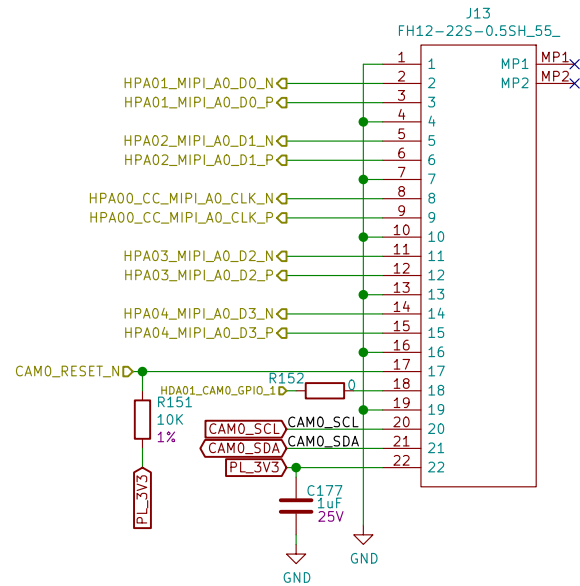 J13
FH12-22S-0.5SH_55_
1 1 MP1 MP1
HPA01_MIPI_A0_D0_N 2 2 MP2 MP2
HPA01_MIPI_A0_D0_P 3 3
4 4
HPA02_MIPI_A0_D1_N 5 5
HPA02_MIPI_A0_D1_P 6 6
7 7
HPA00_CC_MIPI_A0_CLK_N 8 8
HPA00_CC_MIPI_A0_CLK_P 9 9
10 10
HPA03_MIPI_A0_D2_N 11 11
HPA03_MIPI_A0_D2_P 12 12
13 13
HPA04_MIPI_A0_D3_N 14 14
HPA04_MIPI_A0_D3_P 15 15
16 16
CAM0_RESET_N 17 17
R152
HDA01_CAM0_GPIO_1 0 18 18
R151
10K
1%
19 19
CAM0_SCL CAM0_SCL 20 20
CAM0_SDA CAM0_SDA 21 21
PL_3V3 22 22
PL_3V3
C177
1uF
25V
GND
GND